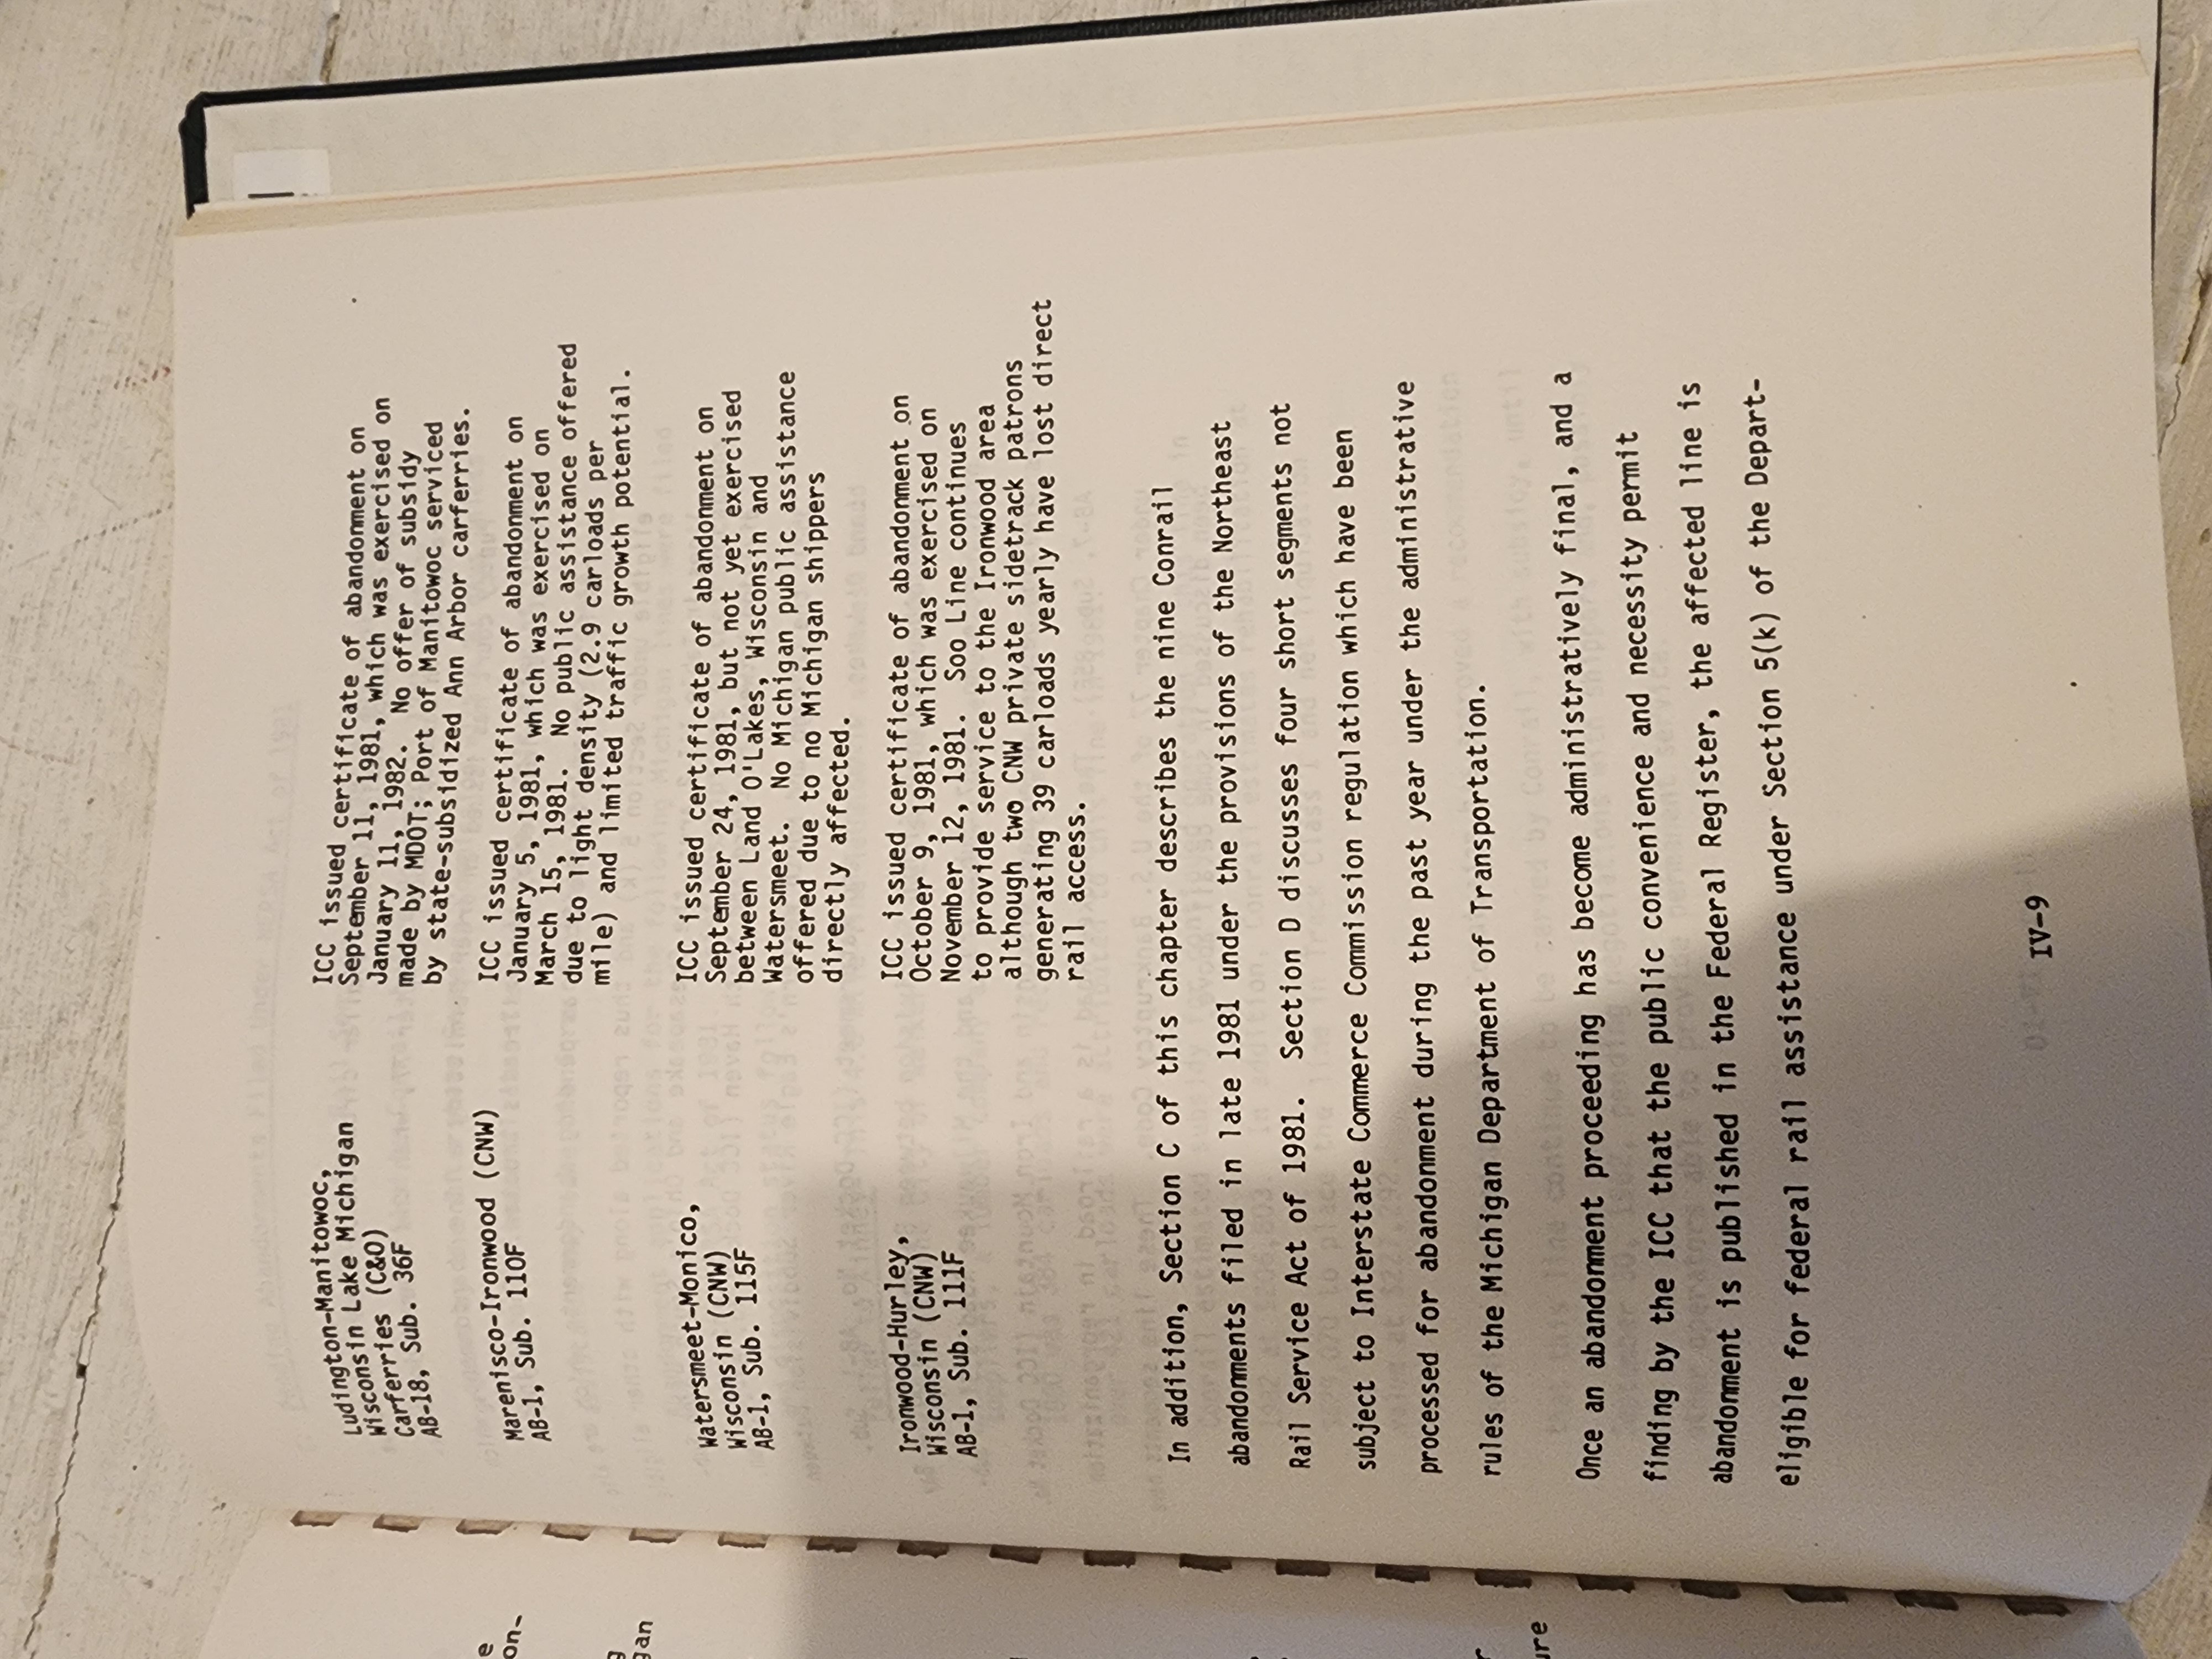 Ludington-Manitowoc,
Wisconsin Lake Michigan
Carferries (C&O)
AB-18, Sub. 36F
ICC issued certificate of abandonment on
September 11, 1981, which was exercised on
January 11, 1982. No offer of subsidy
made by MDOT; Port of Manitowoc serviced
by state-subsidized Ann Arbor carferries.
Marenisco-Ironwood (CNW)
AB-1, Sub. 110F
ICC issued certificate of abandonment on
January 5, 1981, which was exercised on
March 15, 1981. No public assistance offered
due to light density (2.9 carloads per
mile) and limited traffic growth potential.
Watersmeet-Monico,
Wisconsin (CNW)
AB-1, Sub. 115F
ICC issued certificate of abandonment on
September 24, 1981, but not yet exercised
between Land O'Lakes, Wisconsin and
Watersmeet. No Michigan public assistance
offered due to no Michigan shippers
directly affected.
Ironwood-Hurley,
Wisconsin (CNW)
AB-1, Sub. 111F
ICC issued certificate of abandonment on
October 9, 1981, which was exercised on
November 12, 1981. Soo Line continues
to provide service to the Ironwood area
although two CNW private sidetrack patrons
generating 39 carloads yearly have lost direct
rail access.
In addition, Section C of this chapter describes the nine Conrail
abandonments filed in late 1981 under the provisions of the Northeast
Rail Service Act of 1981. Section D discusses four short segments not
subject to Interstate Commerce Commission regulation which have been
processed for abandonment during the past year under the administrative
rules of the Michigan Department of Transportation.
Once an abandonment proceeding has become administratively final, and a
finding by the ICC that the public convenience and necessity permit
abandonment is published in the Federal Register, the affected line is
eligible for federal rail assistance under Section 5(k) of the Depart-
IV-9